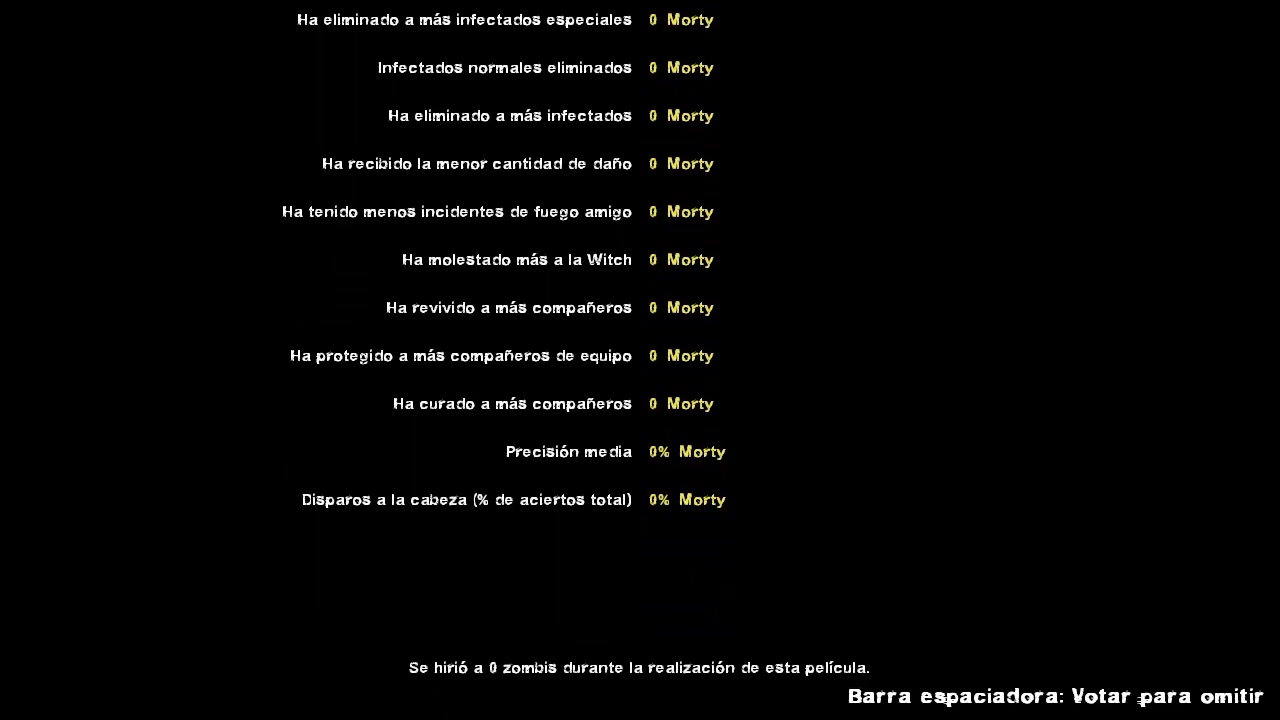 Ha eliminado a más infectados especiales 0 Morty
Infectados normales eliminados 0 Morty
Ha eliminado a más infectados 0 Morty
Ha recibido la menor cantidad de daño 0 Morty
Ha tenido menos incidentes de fuego amigo 0 Morty
Ha molestado más a la Witch 0 Morty
Ha revivido a más compañeros 0 Morty
Ha protegido a más compañeros de equipo 0 Morty
Ha curado a más compañeros 0 Morty
Precisión media 0% Morty
Disparos a la cabeza (% de aciertos total) 0% Morty
Se hirió a 0 zombis durante la realización de esta película.
Barra espaciadora: Votar para omitir